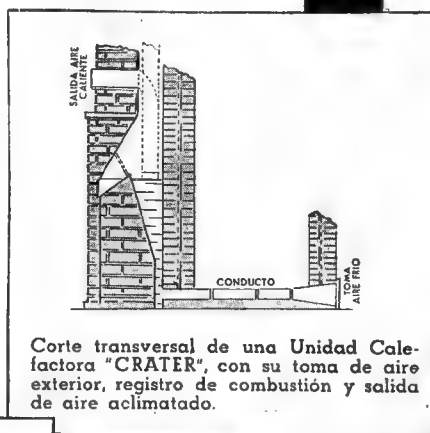 SALIDA AIRE
CALIENTE
CONDUCTO
TOMA
AIRE FRIO
Corte transversal de una Unidad Cale-
factora "CRATER", con su toma de aire
exterior, registro de combustión y salida
de aire aclimatado.